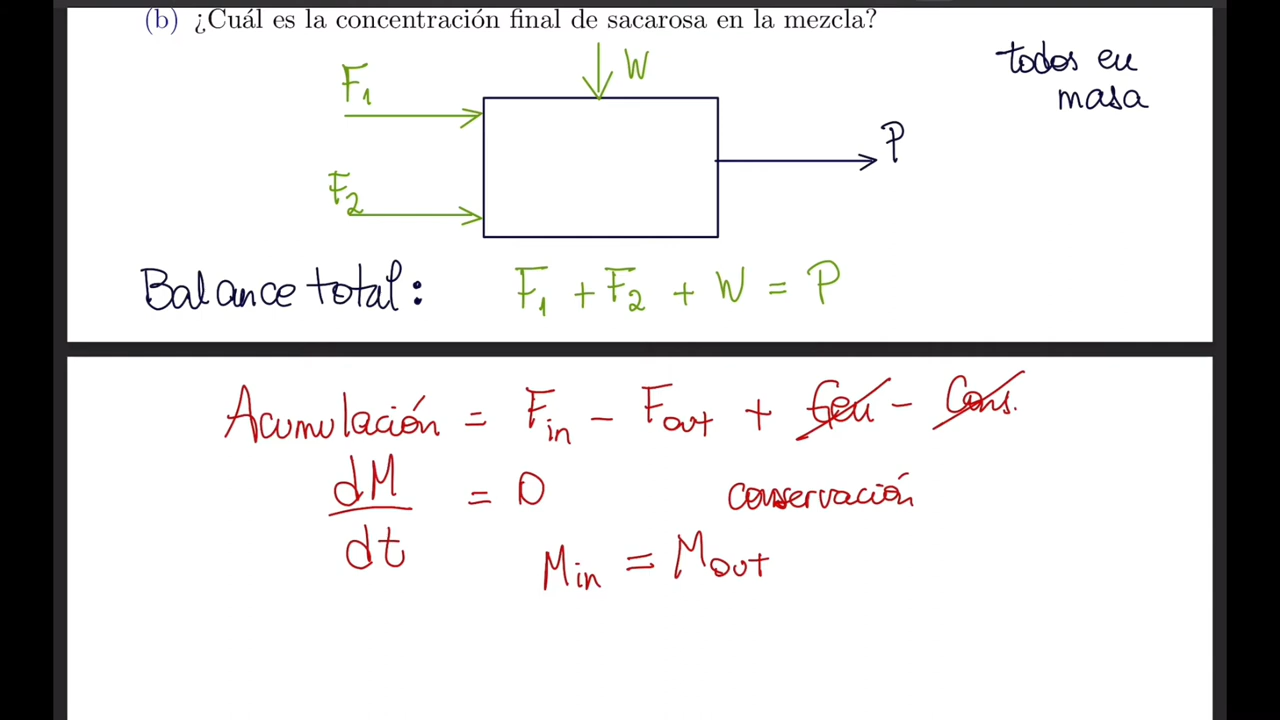 (b) ¿Cuál es la concentración final de sacarosa en la mezcla?
todos en
masa
W
F1
P
F2
Balance total: F1 + F2 + W = P
Acumulación = Fin - Fout + Gen - Cons.
dM
dt
= 0
conservación
Min = Mout